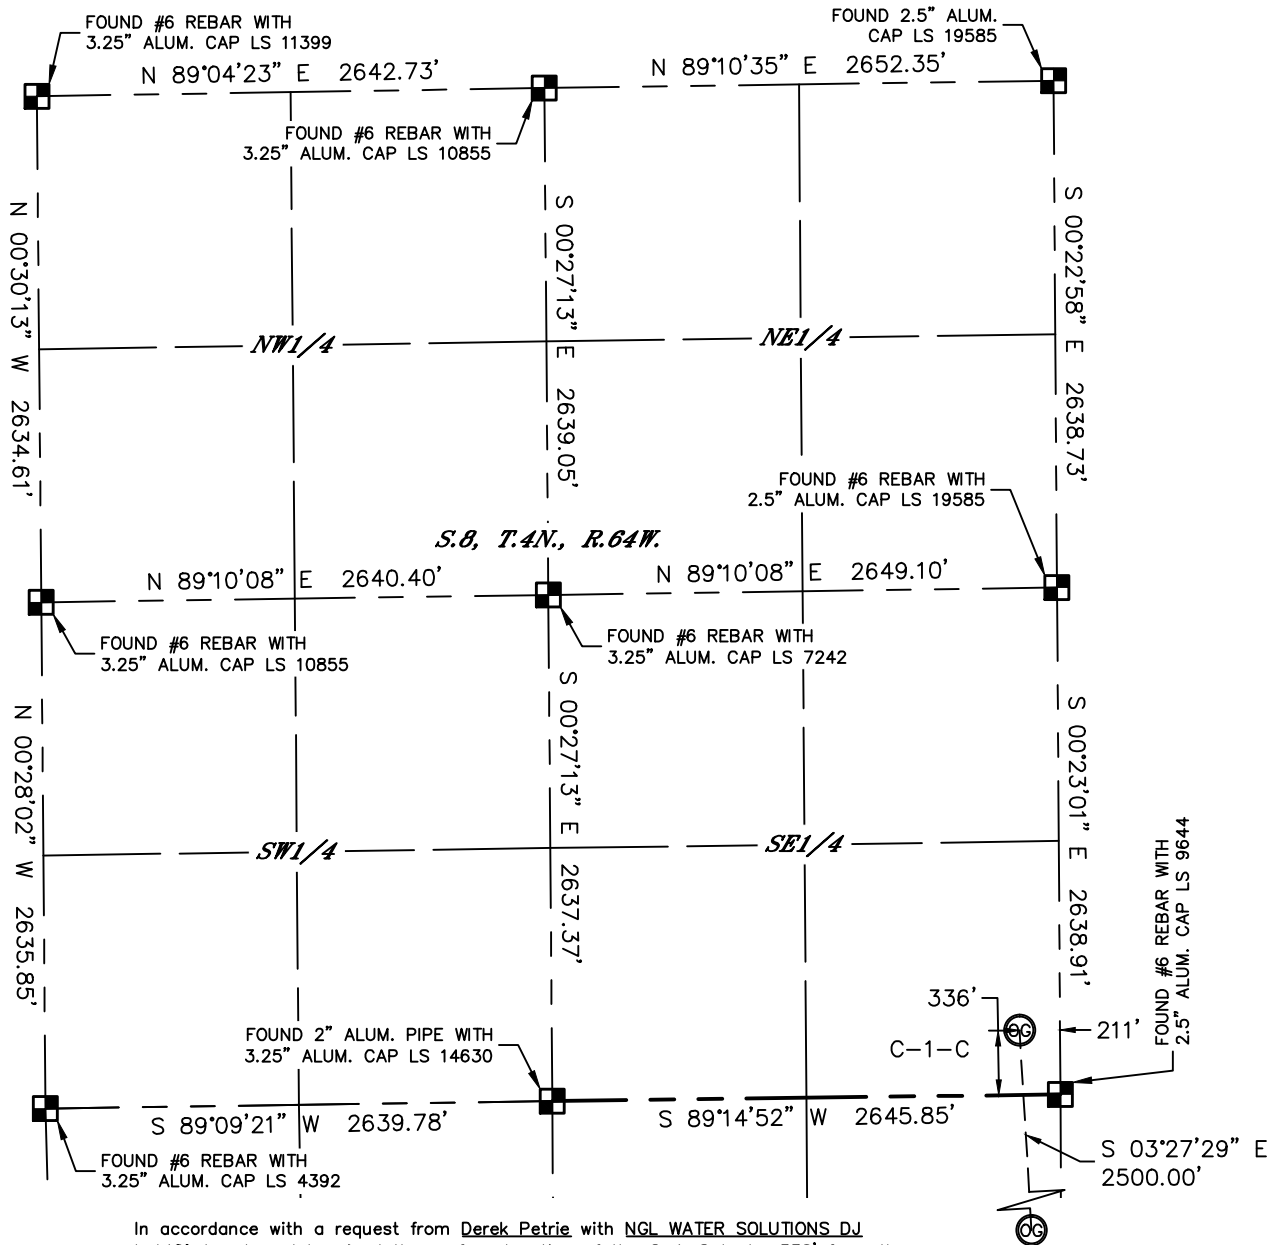 FOUND #6 REBAR WITH
3.25" ALUM. CAP LS 11399
FOUND 2.5" ALUM.
CAP LS 19585
N 89°04'23" E 2642.73'
N 89°10'35" E 2652.35'
FOUND #6 REBAR WITH
3.25" ALUM. CAP LS 10855
N 00°30'13" W 2634.61'
S 00°27'13" E 2639.05'
S 00°22'58" E 2638.73'
NW1/4
NE1/4
FOUND #6 REBAR WITH
2.5" ALUM. CAP LS 19585
S.8, T.4N., R.64W.
N 89°10'08" E 2640.40'
N 89°10'08" E 2649.10'
FOUND #6 REBAR WITH
3.25" ALUM. CAP LS 10855
FOUND #6 REBAR WITH
3.25" ALUM. CAP LS 7242
N 00°28'02" W 2635.85'
S 00°27'13" E 2637.37'
S 00°23'01" E 2638.91'
SW1/4
SE1/4
FOUND #6 REBAR WITH
2.5" ALUM. CAP LS 9644
336'
OG
211'
C-1-C
FOUND 2" ALUM. PIPE WITH
3.25" ALUM. CAP LS 14630
S 89°09'21" W 2639.78'
S 89°14'52" W 2645.85'
FOUND #6 REBAR WITH
3.25" ALUM. CAP LS 4392
S 03°27'29" E
2500.00'
OG
In accordance with a request from Derek Petrie with NGL WATER SOLUTIONS DJ